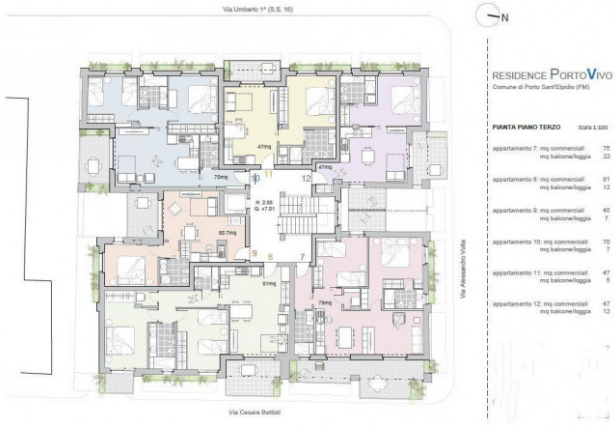 Via Umberto 1^ (S.S. 16)
N
RESIDENCE PORTOVIVO
Comune di Porto Sant'Elpidio (FM)
PIANTA PIANO TERZO scala 1:100
appartamento 7: mq commerciali 75
mq balcone/loggia 22
appartamento 8: mq commerciali 81
mq balcone/loggia 13
appartamento 9: mq commerciali
mq balcone/loggia 7
appartamento 10: mq commerciali 70
mq balcone/loggia 7
appartamento 11: mq commerciali 47
mq balcone/loggia 5
appartamento 12: mq commerciali 47
mq balcone/loggia 12
47mq
11
70mq
10
12
47mq
H. 2.85
Q. +7.01
50.7mq
9
8
7
81mq
79mq
Via Alessandro Volta
Via Cesare Battisti